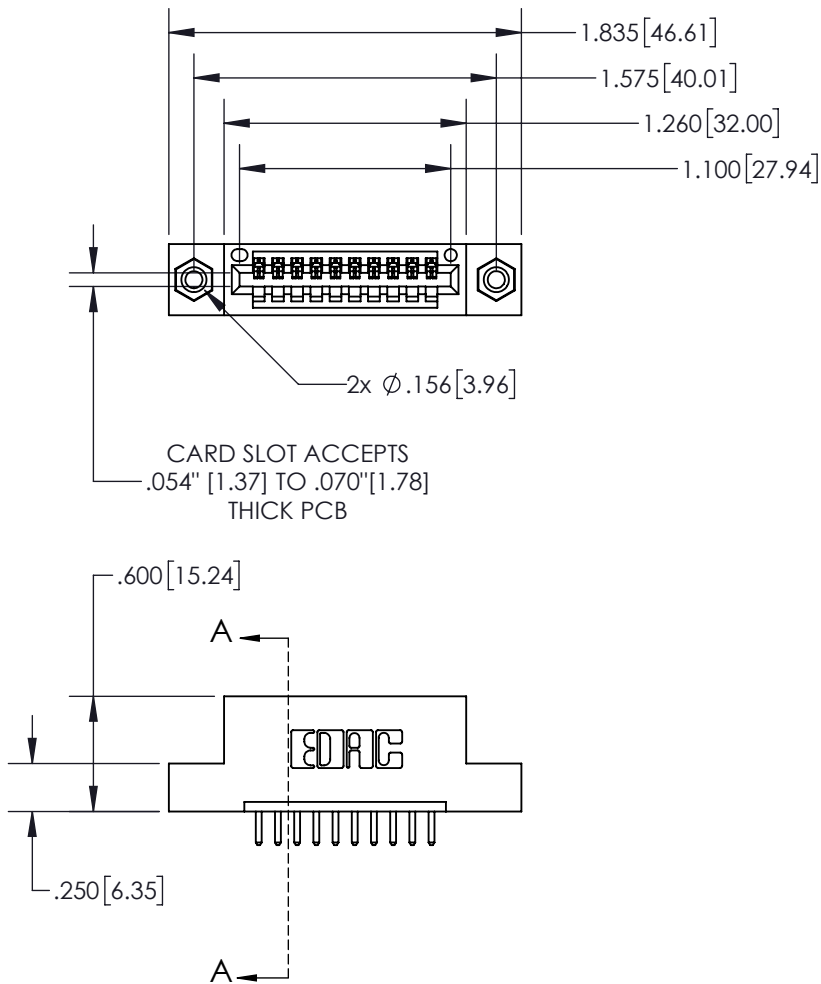 1.835[46.61]
1.575[40.01]
1.260[32.00]
1.100[27.94]
2x ∅.156[3.96]
CARD SLOT ACCEPTS
.054" [1.37] TO .070"[1.78]
THICK PCB
.600[15.24]
A
EDAC
.250[6.35]
A